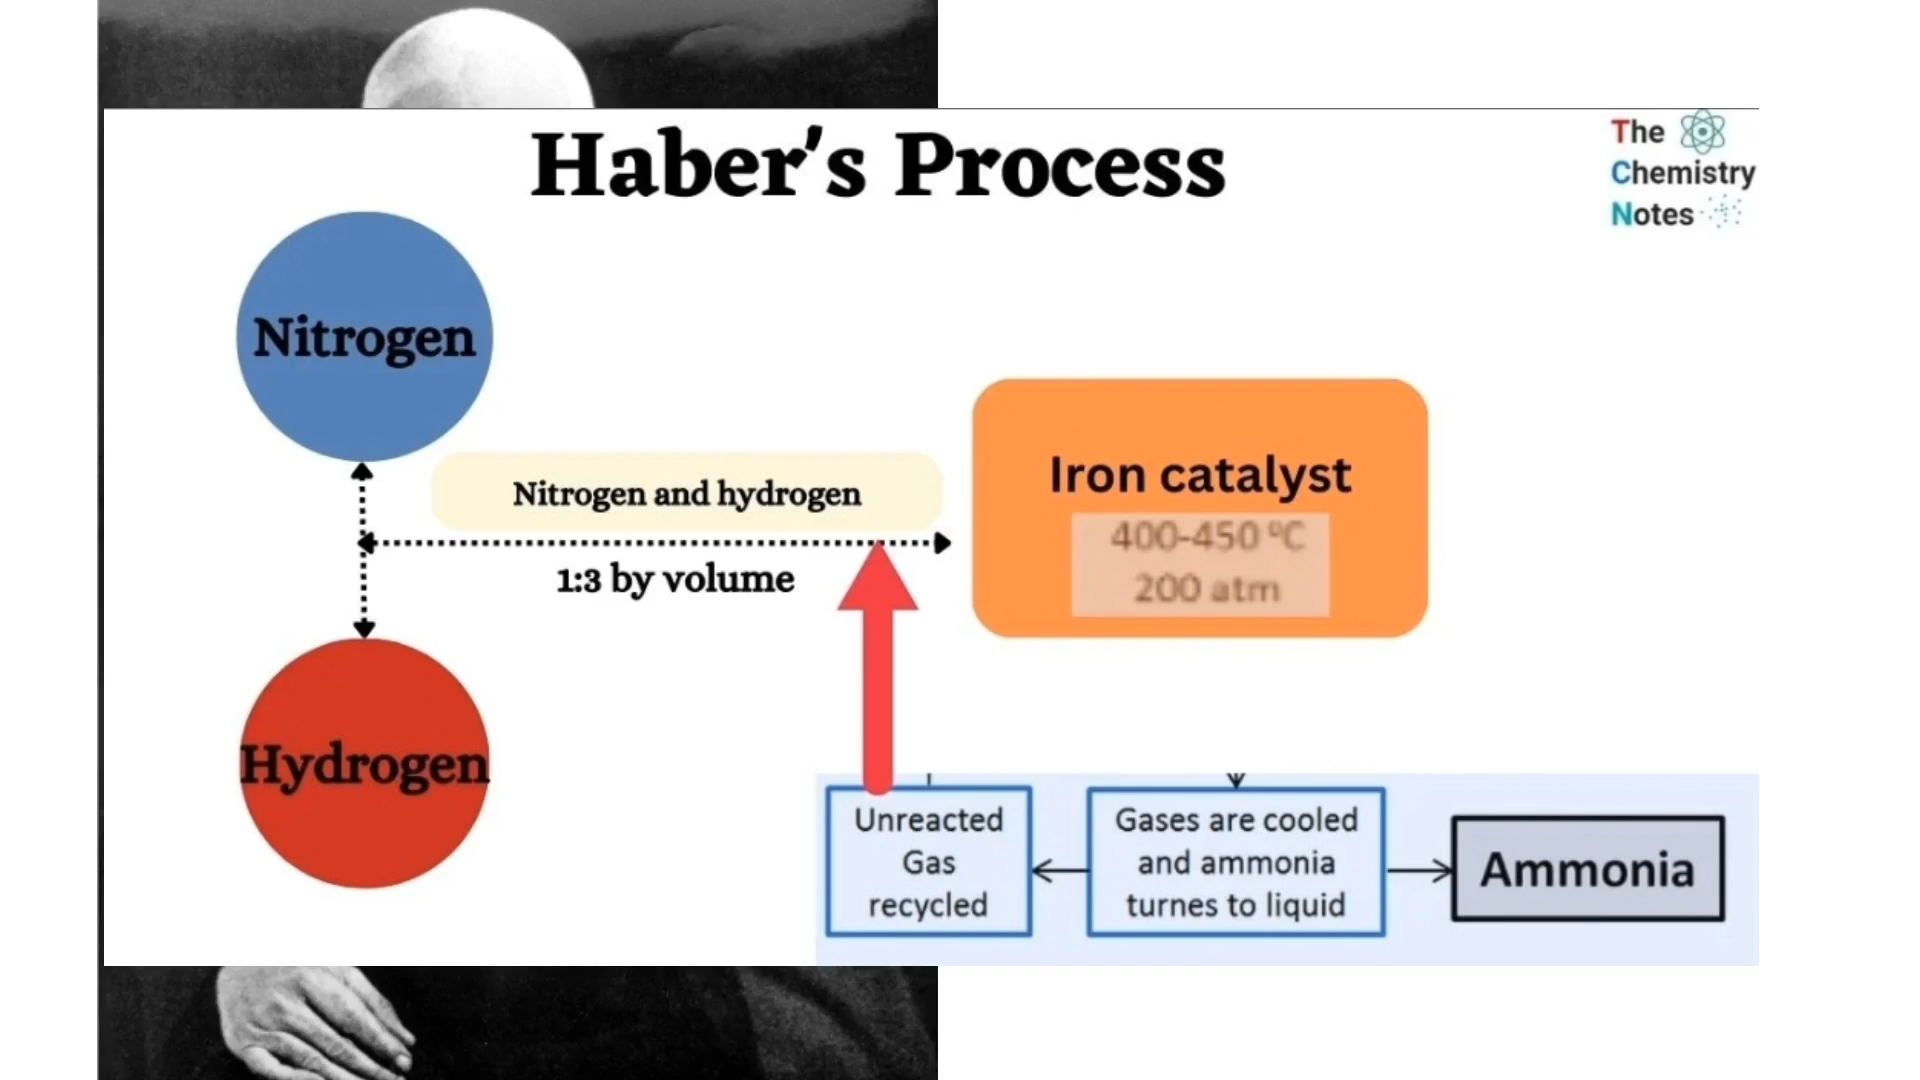 Haber's Process
The
Chemistry
Notes
Nitrogen
Nitrogen and hydrogen
1:3 by volume
Iron catalyst
400-450 ºC
200 atm
Hydrogen
Unreacted
Gas
recycled
Gases are cooled
and ammonia
turnes to liquid
Ammonia